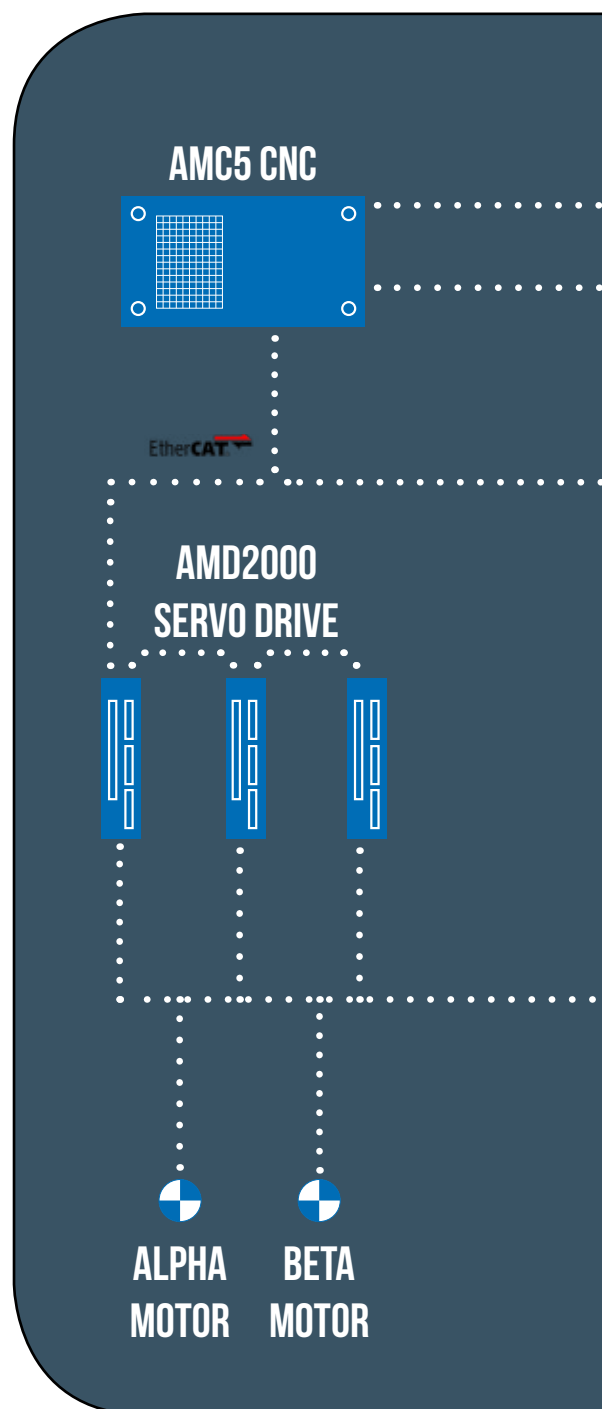 AMC5 CNC
EtherCAT
AMD2000
SERVO DRIVE
ALPHA
MOTOR
BETA
MOTOR